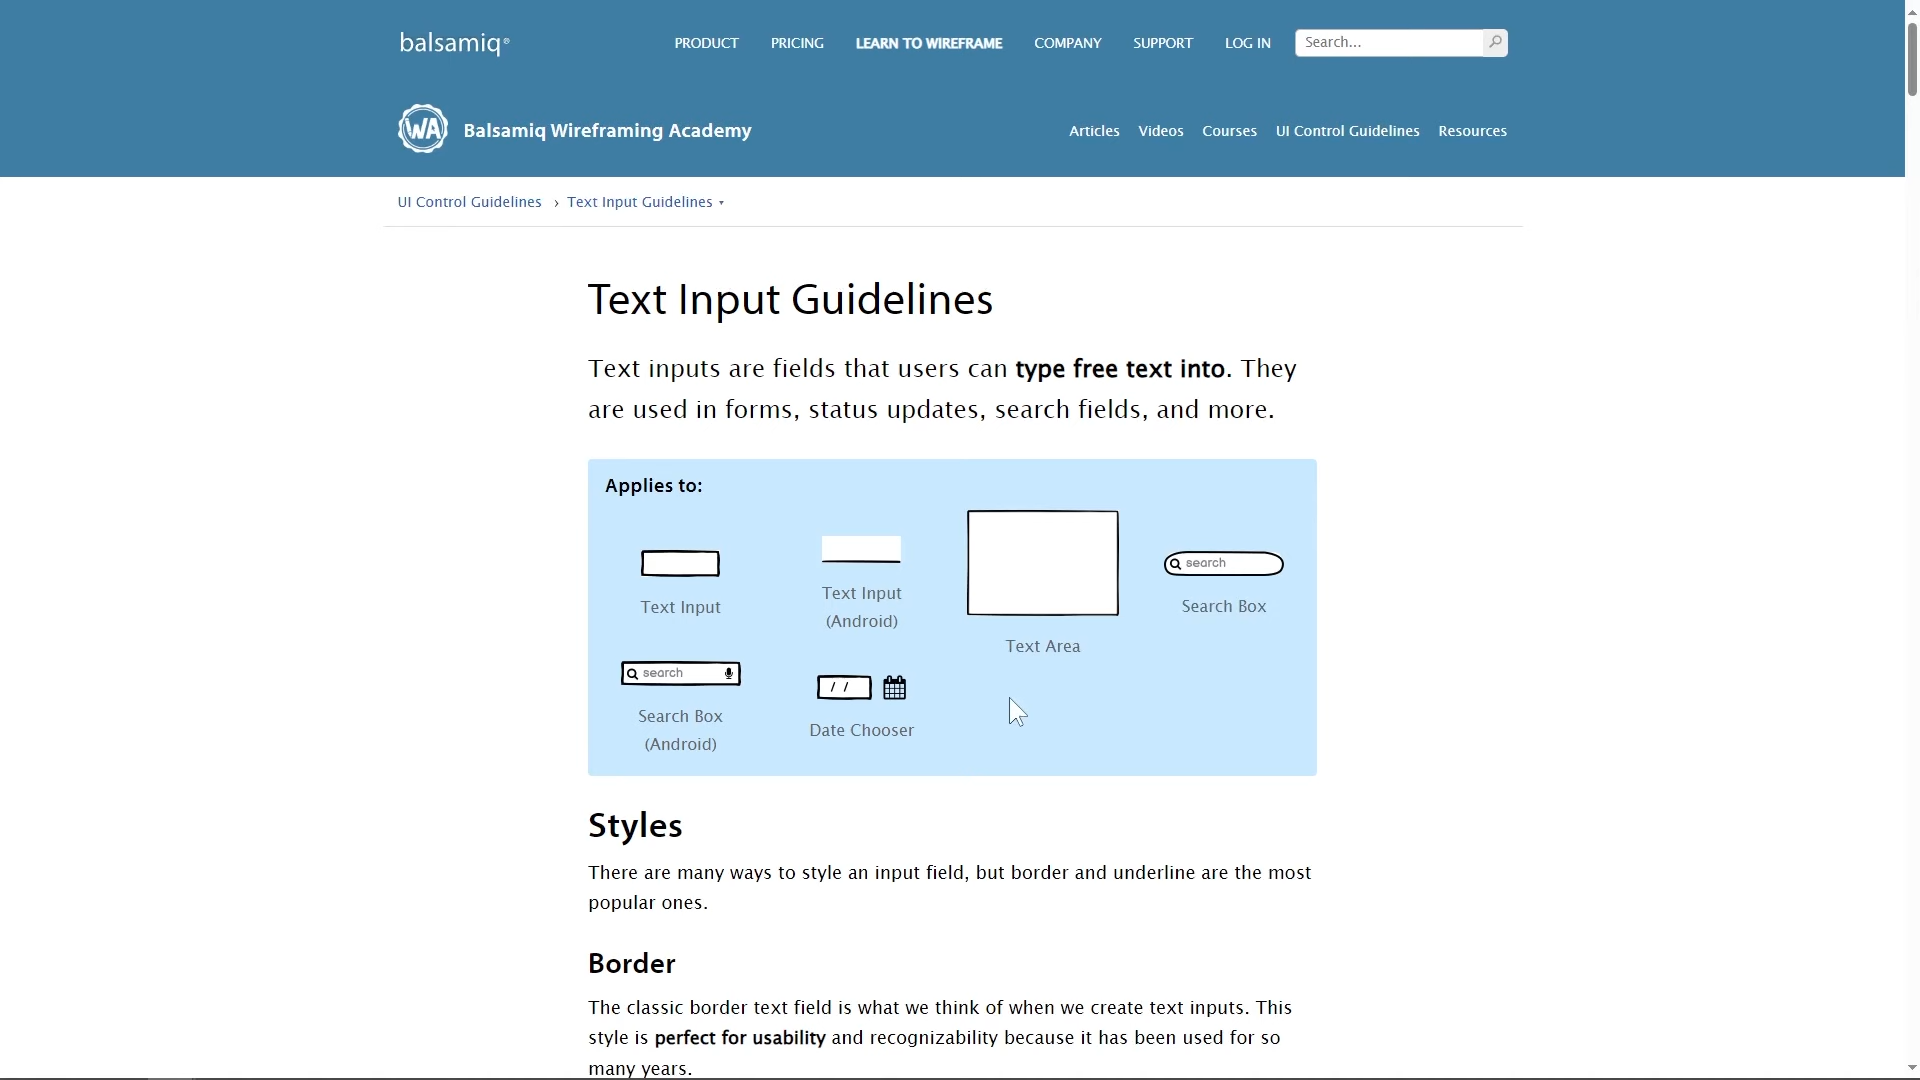 balsamiq®
PRODUCT PRICING LEARN TO WIREFRAME COMPANY SUPPORT LOG IN Search...
WA Balsamiq Wireframing Academy Articles Videos Courses UI Control Guidelines Resources
UI Control Guidelines › Text Input Guidelines ▾
Text Input Guidelines
Text inputs are fields that users can type free text into. They
are used in forms, status updates, search fields, and more.
Applies to:
Text Input
Text Input
(Android)
Text Area
search
Search Box
search
Search Box
(Android)
/ /
Date Chooser
Styles
There are many ways to style an input field, but border and underline are the most
popular ones.
Border
The classic border text field is what we think of when we create text inputs. This
style is perfect for usability and recognizability because it has been used for so
many years.